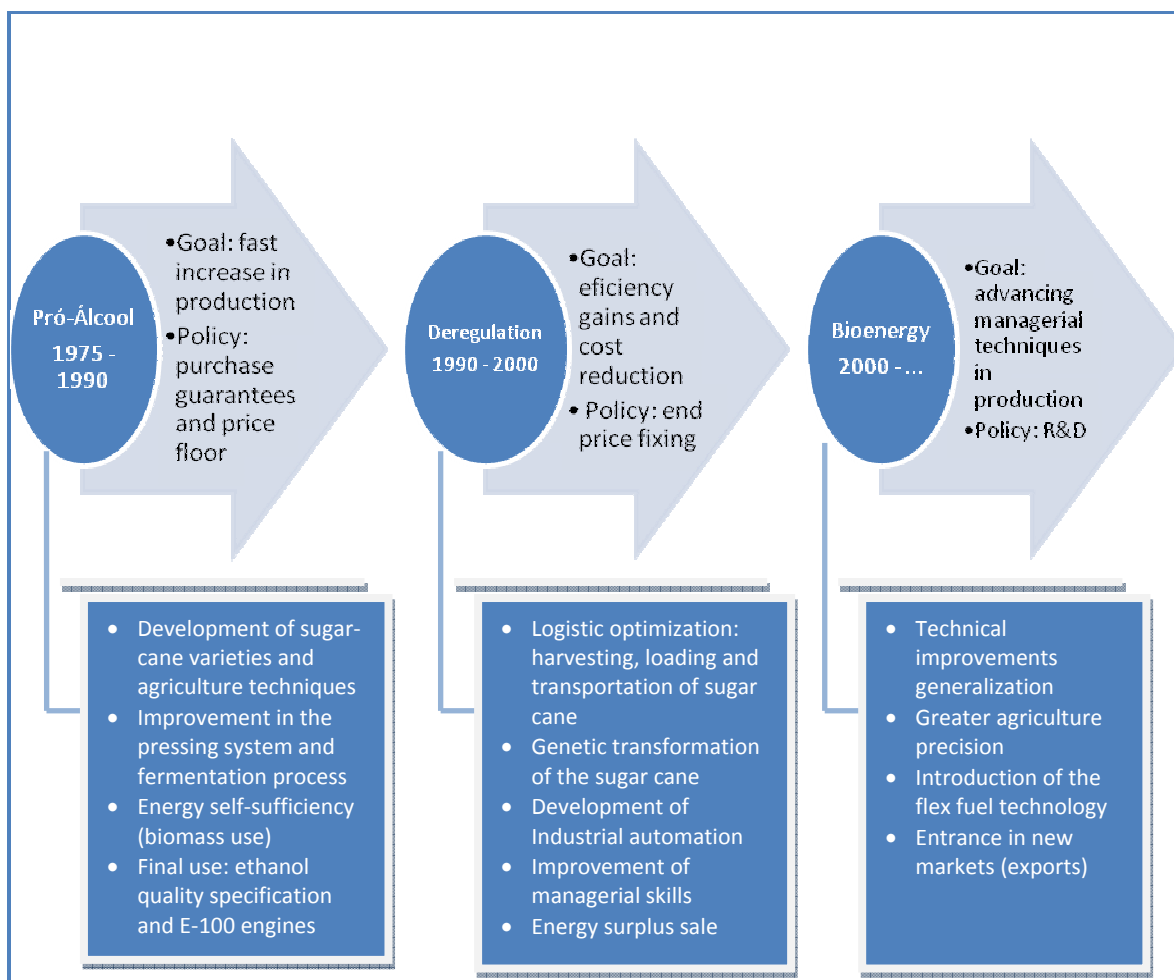 Pró-Álcool
1975 -
1990
•Goal: fast
increase in
production
•Policy:
purchase
guarantees
and price
floor
Deregulation
1990 - 2000
•Goal:
eficiency
gains and
cost
reduction
• Policy: end
price fixing
Bioenergy
2000 - ...
•Goal:
advancing
managerial
techniques
in
production
•Policy: R&D
• Development of sugar-
cane varieties and
agriculture techniques
• Improvement in the
pressing system and
fermentation process
• Energy self-sufficiency
(biomass use)
• Final use: ethanol
quality specification
and E-100 engines
• Logistic optimization:
harvesting, loading and
transportation of sugar
cane
• Genetic transformation
of the sugar cane
• Development of
Industrial automation
• Improvement of
managerial skills
• Energy surplus sale
• Technical
improvements
generalization
• Greater agriculture
precision
• Introduction of the
flex fuel technology
• Entrance in new
markets (exports)